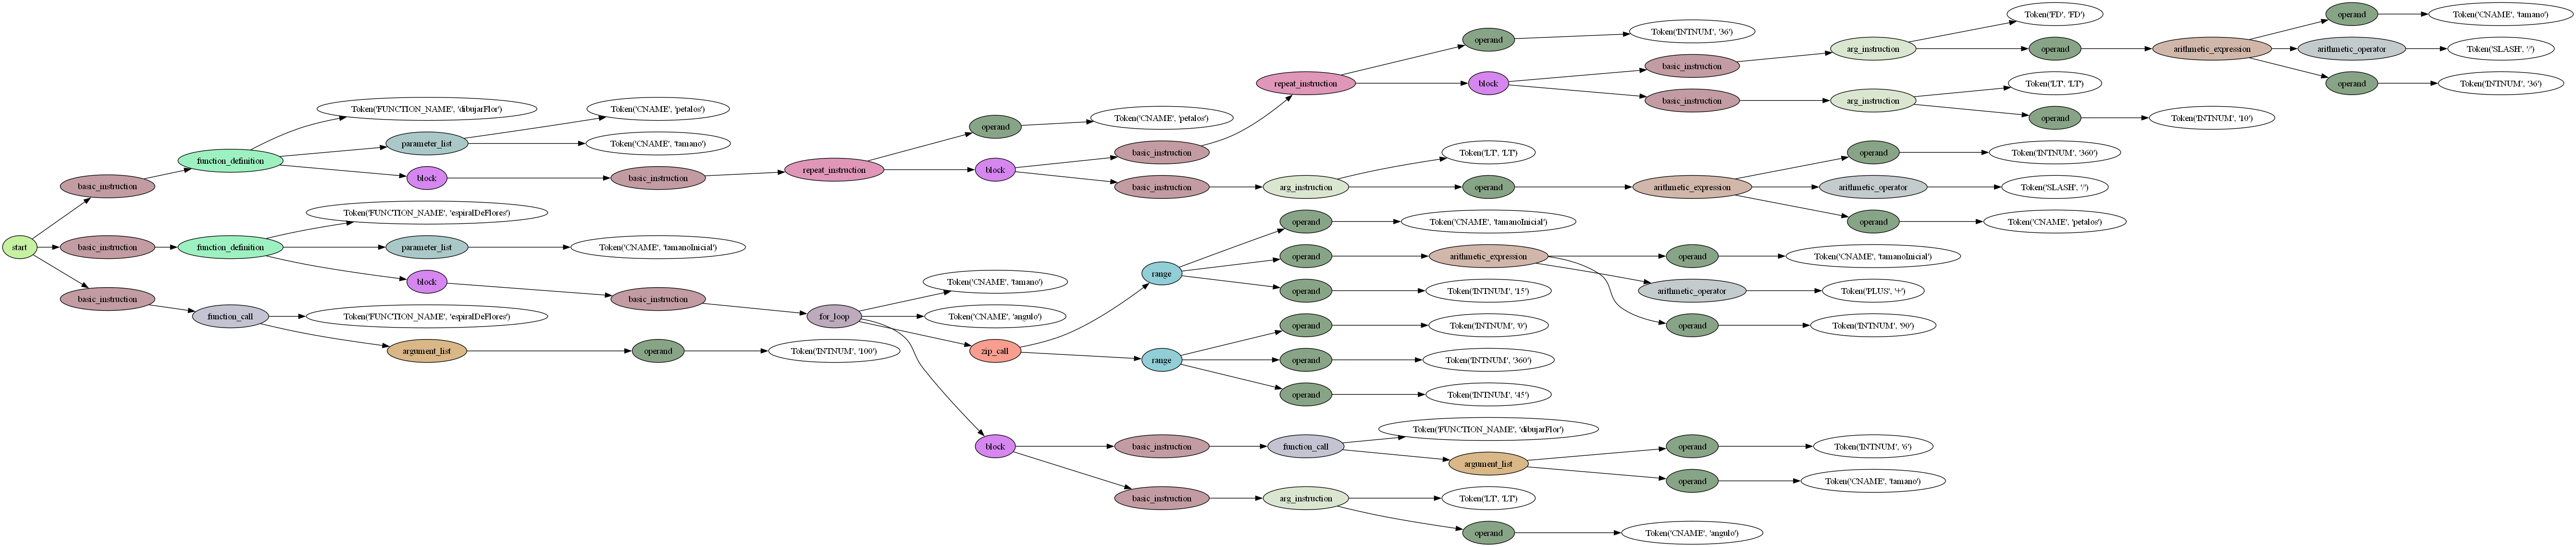 start
basic_instruction
function_definition
Token('FUNCTION_NAME', 'dibujarFlor')
parameter_list
Token('CNAME', 'petalos')
Token('CNAME', 'tamano')
block
basic_instruction
repeat_instruction
operand
Token('CNAME', 'petalos')
block
basic_instruction
repeat_instruction
operand
Token('INTNUM', '36')
block
basic_instruction
arg_instruction
Token('FD', 'FD')
operand
arithmetic_expression
operand
Token('CNAME', 'tamano')
arithmetic_operator
Token('SLASH', '/')
operand
Token('INTNUM', '36')
basic_instruction
arg_instruction
Token('LT', 'LT')
operand
Token('INTNUM', '10')
basic_instruction
arg_instruction
Token('LT', 'LT')
operand
arithmetic_expression
operand
Token('INTNUM', '360')
arithmetic_operator
Token('SLASH', '/')
operand
Token('CNAME', 'petalos')
basic_instruction
function_definition
Token('FUNCTION_NAME', 'espiralDeFlores')
parameter_list
Token('CNAME', 'tamanoInicial')
block
basic_instruction
for_loop
Token('CNAME', 'tamano')
Token('CNAME', 'angulo')
zip_call
range
operand
Token('CNAME', 'tamanoInicial')
operand
arithmetic_expression
operand
Token('CNAME', 'tamanoInicial')
arithmetic_operator
Token('PLUS', '+')
operand
Token('INTNUM', '90')
operand
Token('INTNUM', '15')
range
operand
Token('INTNUM', '0')
operand
Token('INTNUM', '360')
operand
Token('INTNUM', '45')
block
basic_instruction
function_call
Token('FUNCTION_NAME', 'dibujarFlor')
argument_list
operand
Token('INTNUM', '6')
operand
Token('CNAME', 'tamano')
basic_instruction
arg_instruction
Token('LT', 'LT')
operand
Token('CNAME', 'angulo')
basic_instruction
function_call
Token('FUNCTION_NAME', 'espiralDeFlores')
argument_list
operand
Token('INTNUM', '100')